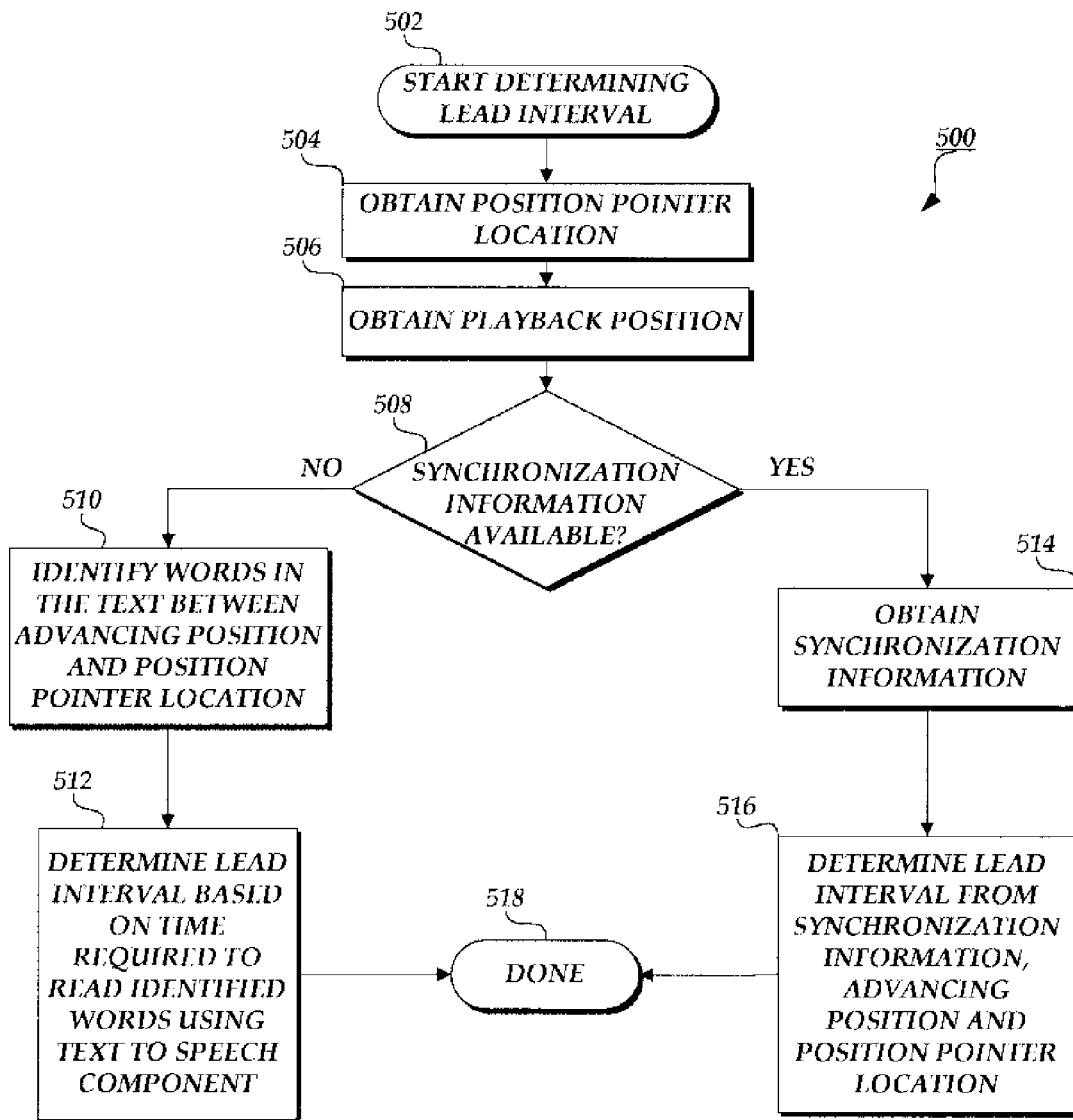 502
START DETERMINING
LEAD INTERVAL
500
504
OBTAIN POSITION POINTER
LOCATION
506
OBTAIN PLAYBACK POSITION
508
NO
YES
SYNCHRONIZATION
INFORMATION
AVAILABLE?
510
IDENTIFY WORDS IN
THE TEXT BETWEEN
ADVANCING POSITION
AND POSITION
POINTER LOCATION
514
OBTAIN
SYNCHRONIZATION
INFORMATION
512
DETERMINE LEAD
INTERVAL BASED
ON TIME
REQUIRED TO
READ IDENTIFIED
WORDS USING
TEXT TO SPEECH
COMPONENT
518
DONE
516
DETERMINE LEAD
INTERVAL FROM
SYNCHRONIZATION
INFORMATION,
ADVANCING
POSITION AND
POSITION POINTER
LOCATION